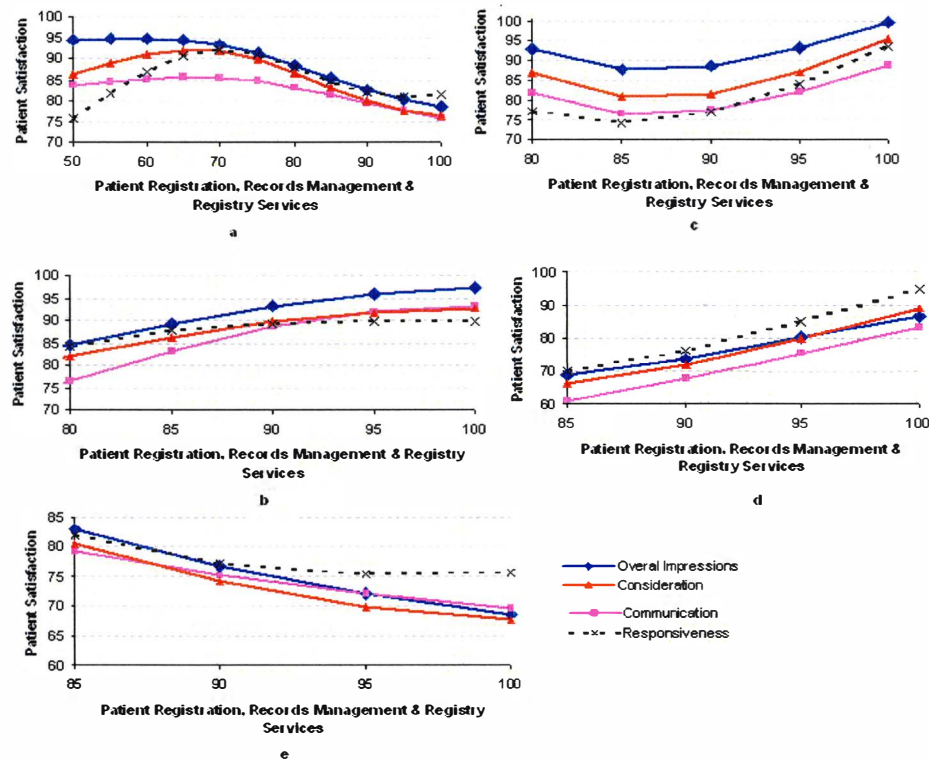 Patient Satisfaction
100
95
90
85
80
75
70
50
60
70
80
90
100
Patient Registration, Records Management &
Registry Services
a
Patient Satisfaction
100
95
90
85
80
75
70
80
85
90
95
100
Patient Registration, Records Management &
Registry Services
c
Patient Satisfaction
100
95
90
85
80
75
70
80
85
90
95
100
Patient Registration, Records Management & Registry
Services
b
Patient Satisfaction
100
90
80
70
60
85
90
95
100
Patient Registration, Records Management &
Registry Services
d
Patient Satisfaction
85
80
75
70
65
60
85
90
95
100
Patient Registration, Records Management & Registry
Services
e
Overal Impressions
Consideration
Communication
Responsiveness